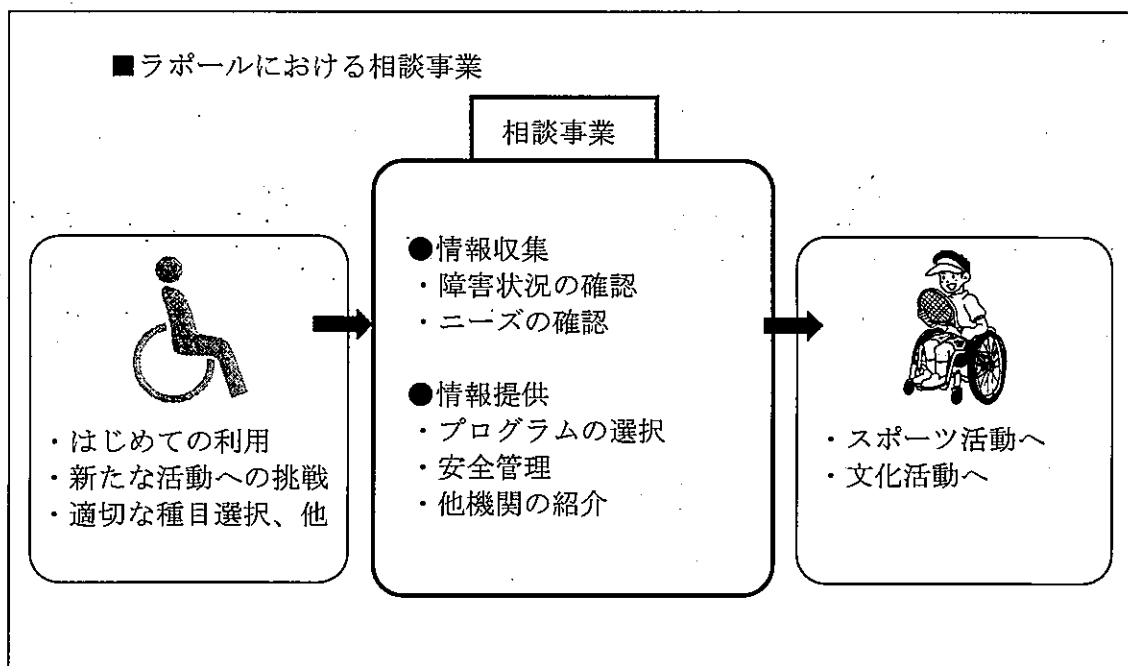 ■ラポールにおける相談事業
相談事業
・はじめての利用
・新たな活動への挑戦
・適切な種目選択、他
●情報収集
・障害状況の確認
・ニーズの確認
●情報提供
・プログラムの選択
・安全管理
・他機関の紹介
・スポーツ活動へ
・文化活動へ